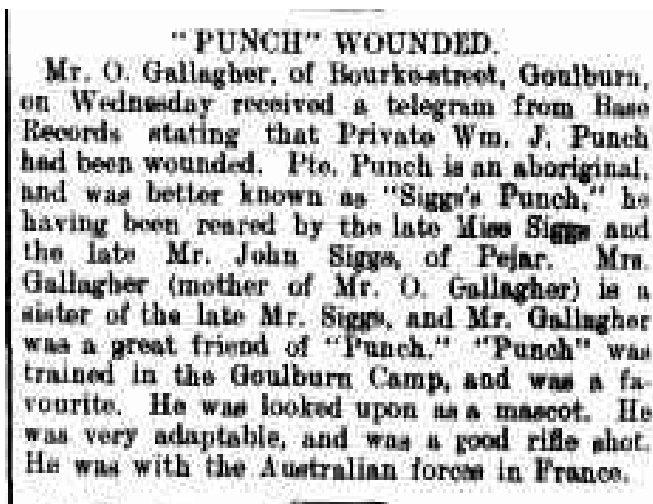 "PUNCH" WOUNDED.
Mr. O. Gallagher, of Bourke-street, Goulburn,
on Wednesday received a telegram from Base
Records stating that Private Wm. J. Punch
had been wounded. Pte. Punch is an aboriginal,
and was better known as "Siggs's Punch," he
having been reared by the late Miss Siggs and
the late Mr. John Siggs, of Pejar. Mrs.
Gallagher (mother of Mr. O. Gallagher) is a
sister of the late Mr. Siggs, and Mr. Gallagher
was a great friend of "Punch." "Punch" was
trained in the Goulburn Camp, and was a fa-
vourite. He was looked upon as a mascot. He
was very adaptable, and was a good rifle shot.
He was with the Australian forces in France.